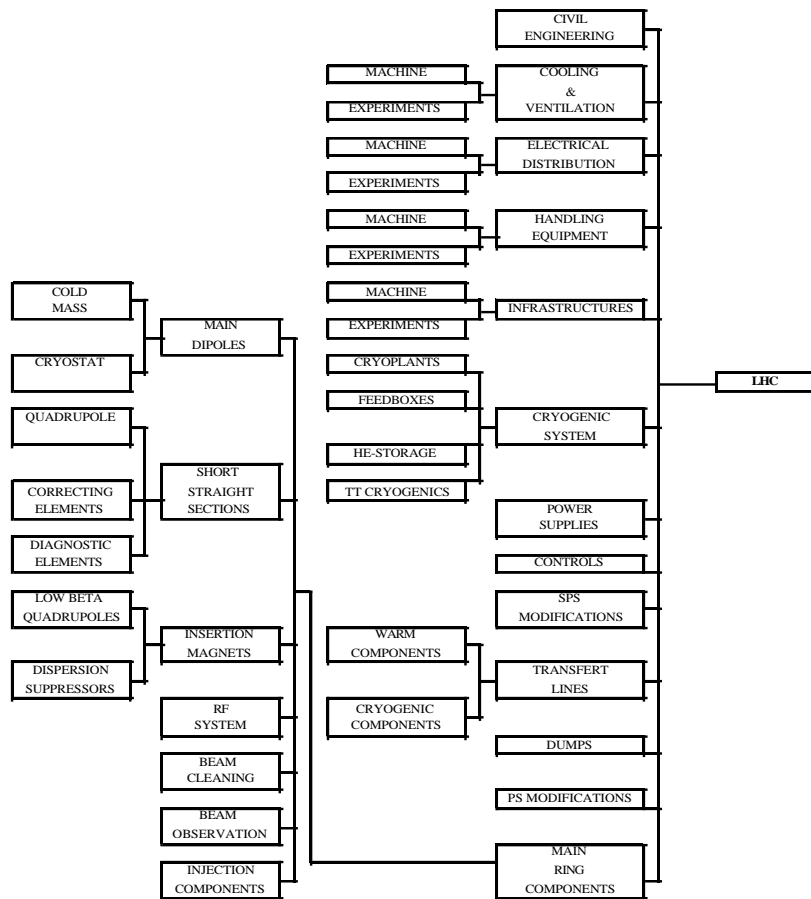 CIVIL
ENGINEERING
MACHINE
COOLING
&
EXPERIMENTS
VENTILATION
MACHINE
ELECTRICAL
DISTRIBUTION
EXPERIMENTS
MACHINE
HANDLING
EQUIPMENT
EXPERIMENTS
COLD
MASS
MACHINE
INFRASTRUCTURES
MAIN
DIPOLES
EXPERIMENTS
CRYOSTAT
CRYOPLANTS
LHC
FEEDBOXES
QUADRUPOLE
CRYOGENIC
SYSTEM
HE-STORAGE
SHORT
STRAIGHT
SECTIONS
CORRECTING
ELEMENTS
TT CRYOGENICS
POWER
SUPPLIES
DIAGNOSTIC
ELEMENTS
CONTROLS
LOW BETA
QUADRUPOLES
SPS
MODIFICATIONS
INSERTION
MAGNETS
WARM
COMPONENTS
DISPERSION
SUPPRESSORS
TRANSFERT
LINES
RF
SYSTEM
CRYOGENIC
COMPONENTS
DUMPS
BEAM
CLEANING
PS MODIFICATIONS
BEAM
OBSERVATION
MAIN
RING
COMPONENTS
INJECTION
COMPONENTS